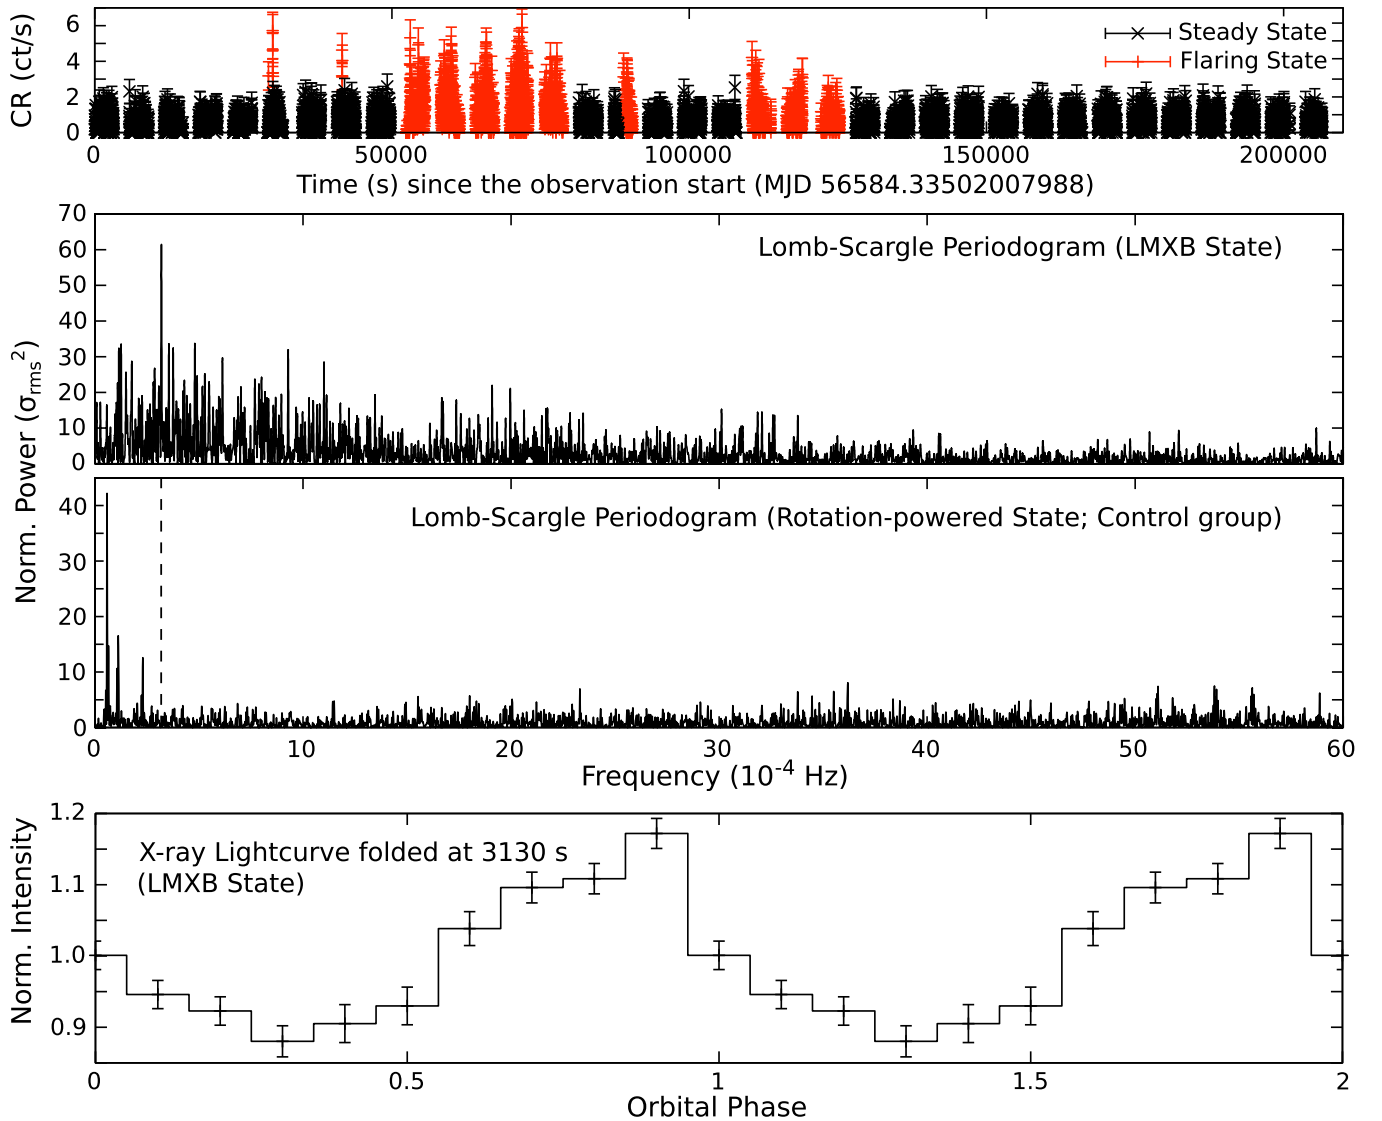 CR (ct/s)
6
4
2
0
Steady State
Flaring State
0 50000 100000 150000 200000
Time (s) since the observation start (MJD 56584.33502007988)
Norm. Power (σrms2)
70
60
50
40
30
20
10
0
Lomb-Scargle Periodogram (LMXB State)
40
30
20
10
0
Lomb-Scargle Periodogram (Rotation-powered State; Control group)
0 10 20 30 40 50 60
Frequency (10-4 Hz)
Norm. Intensity
1.2
1.1
1.0
0.9
X-ray Lightcurve folded at 3130 s
(LMXB State)
0 0.5 1 1.5 2
Orbital Phase